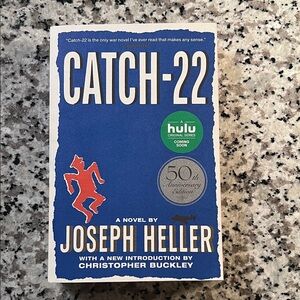 "Catch-22 is the only war novel I've ever read that makes any sense."
CATCH-22
A
hulu
ORIGINAL SERIES
COMING
SOON
50th
Anniversary
Edition
A NOVEL BY
JOSEPH HELLER
WITH A NEW INTRODUCTION BY
CHRISTOPHER BUCKLEY